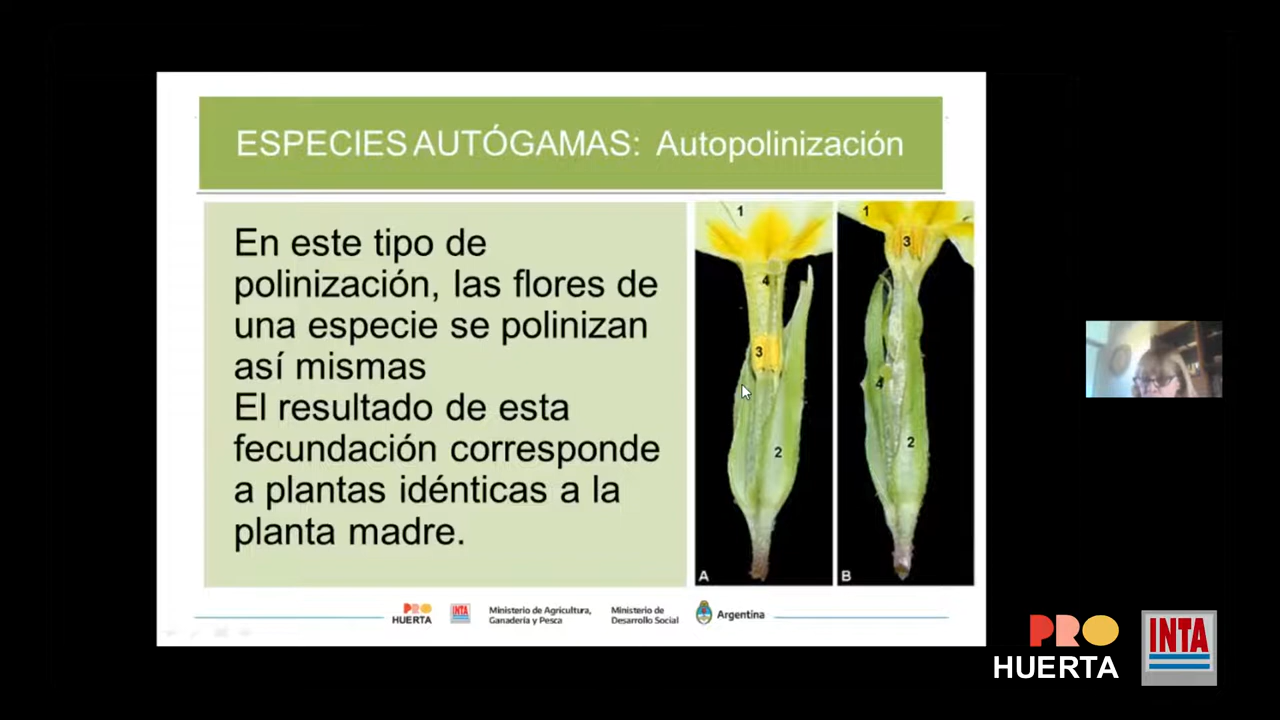 ESPECIES AUTÓGAMAS: Autopolinización
En este tipo de
polinización, las flores de
una especie se polinizan
así mismas
El resultado de esta
fecundación corresponde
a plantas idénticas a la
planta madre.
1
4
3
2
A
1
3
4
2
B
PRO
HUERTA
INTA
Ministerio de Agricultura,
Ganadería y Pesca
Ministerio de
Desarrollo Social
Argentina
PRO
HUERTA
INTA